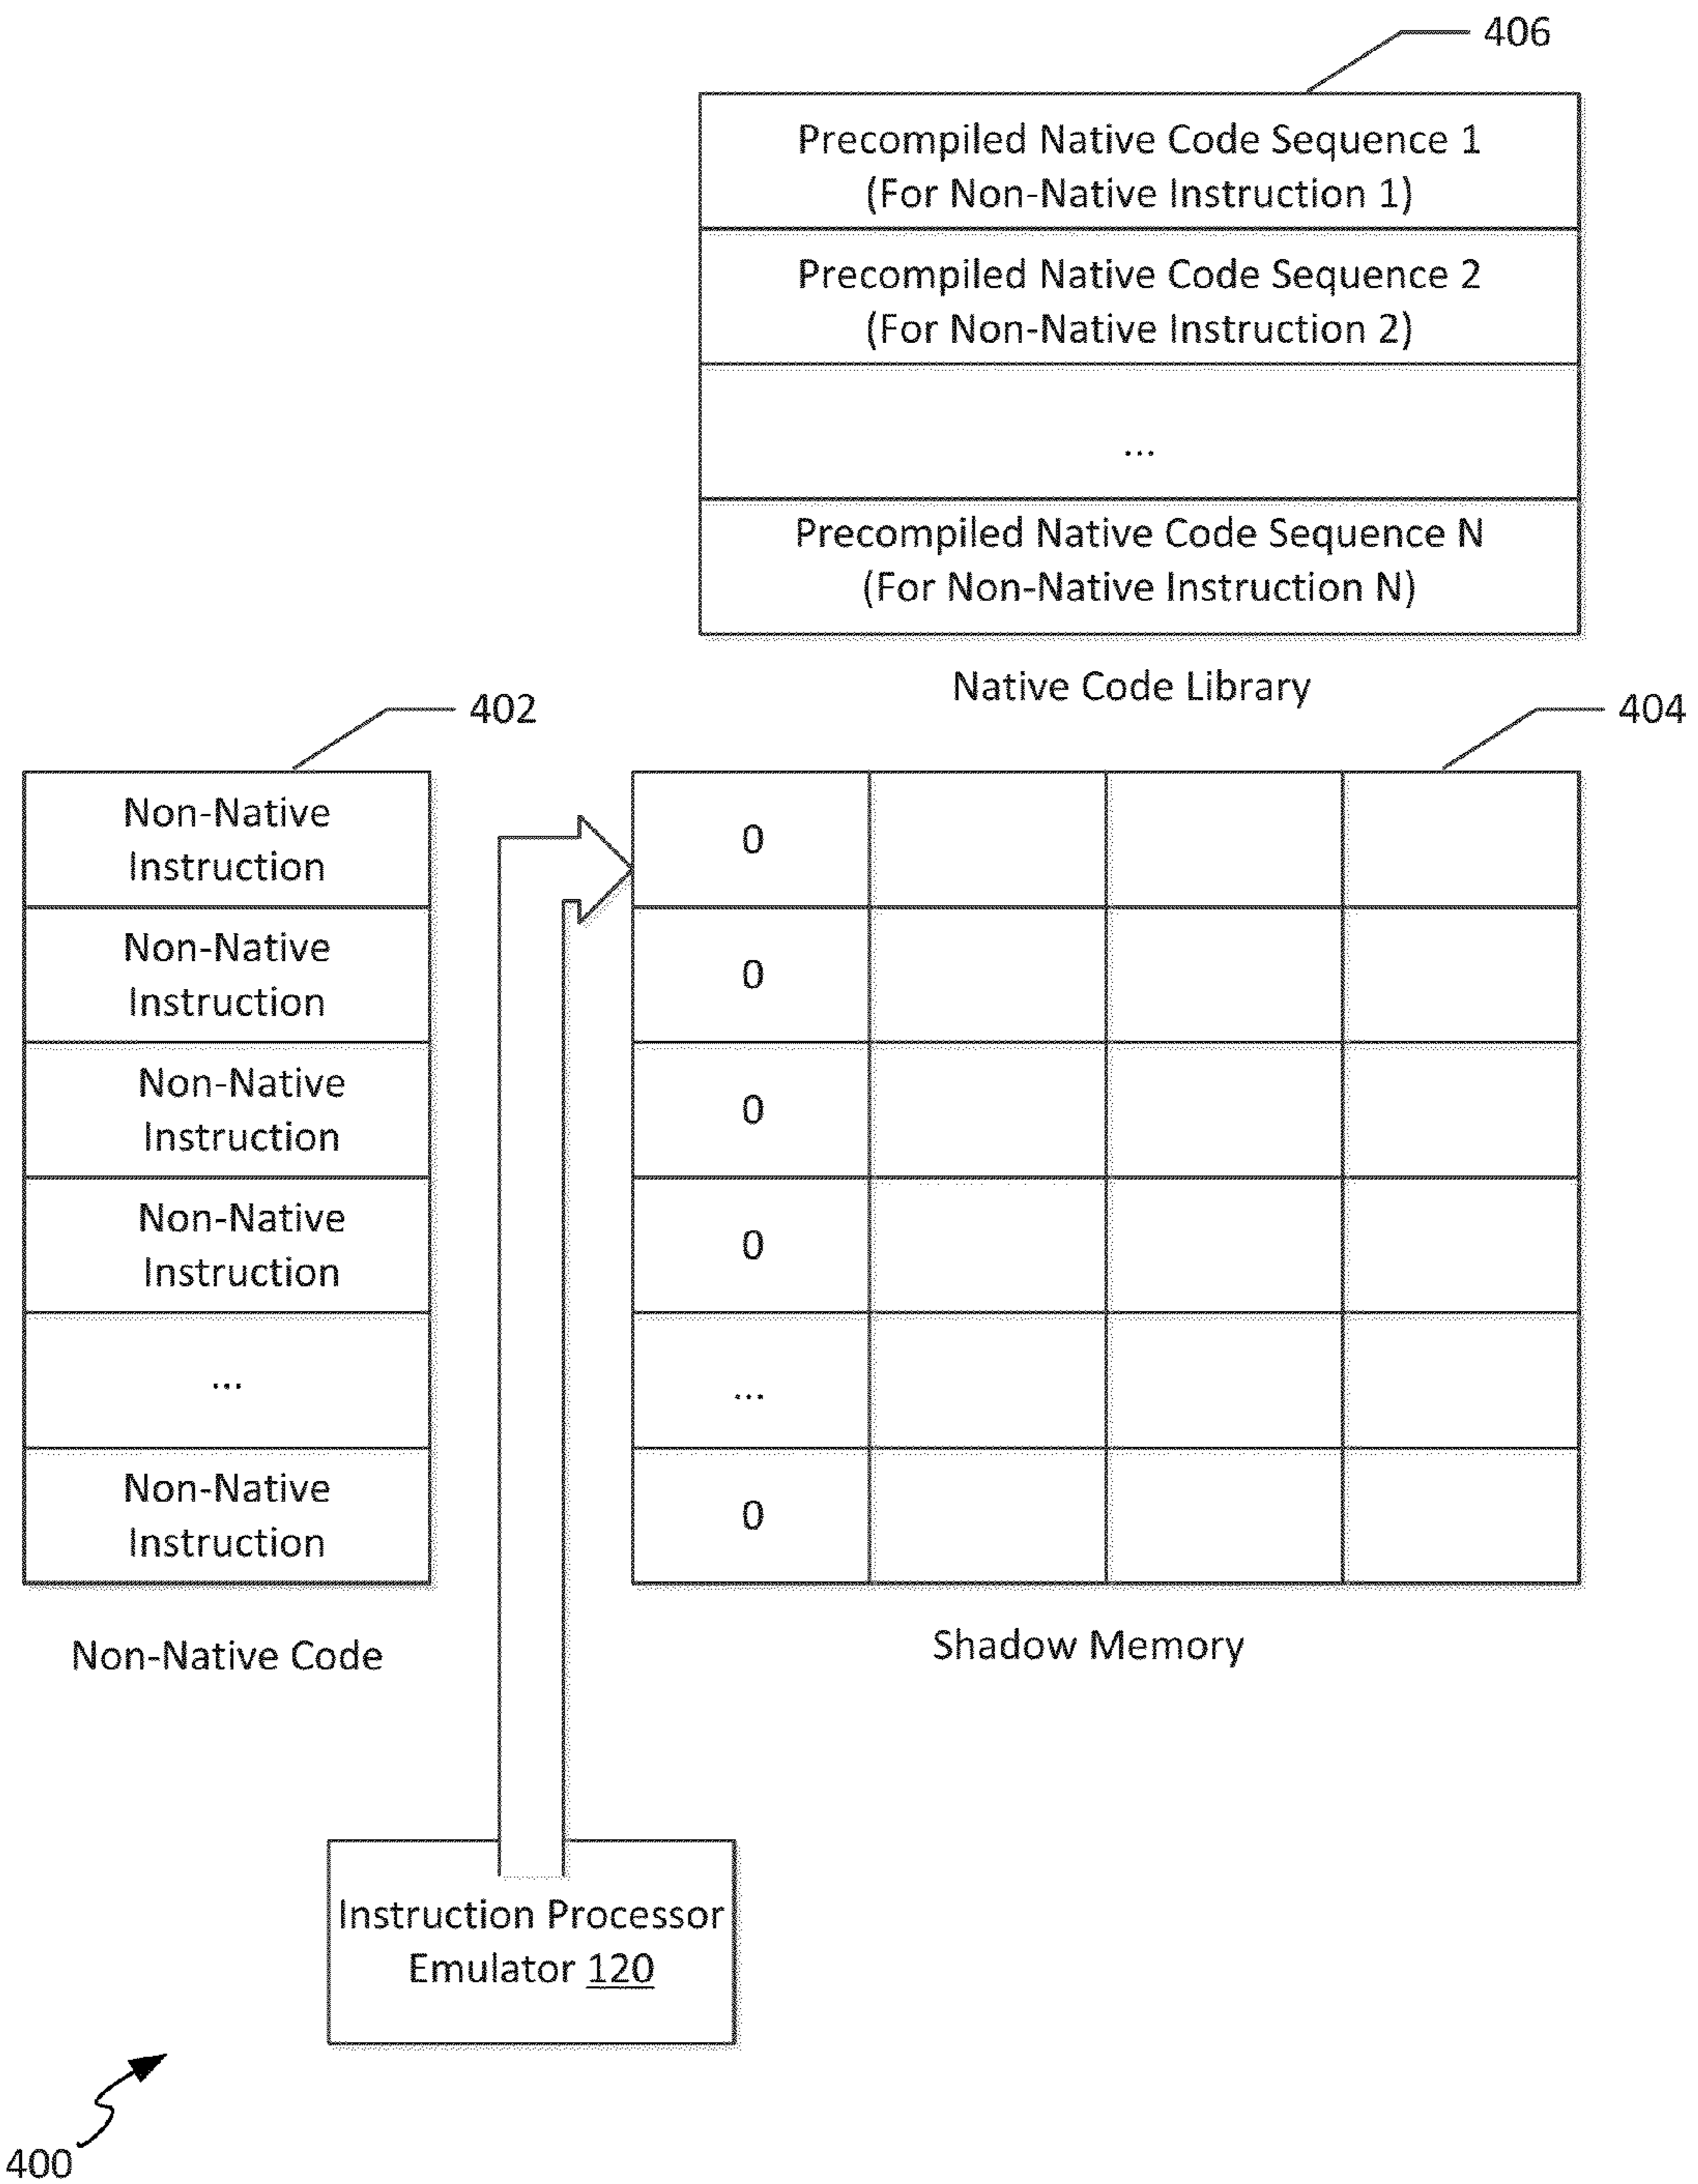 406
Precompiled Native Code Sequence 1
(For Non-Native Instruction 1)
Precompiled Native Code Sequence 2
(For Non-Native Instruction 2)
...
Precompiled Native Code Sequence N
(For Non-Native Instruction N)
Native Code Library
402
404
Non-Native
Instruction
Non-Native
Instruction
Non-Native
Instruction
Non-Native
Instruction
...
Non-Native
Instruction
Non-Native Code
0
0
0
0
...
0
Shadow Memory
Instruction Processor
Emulator 120
400